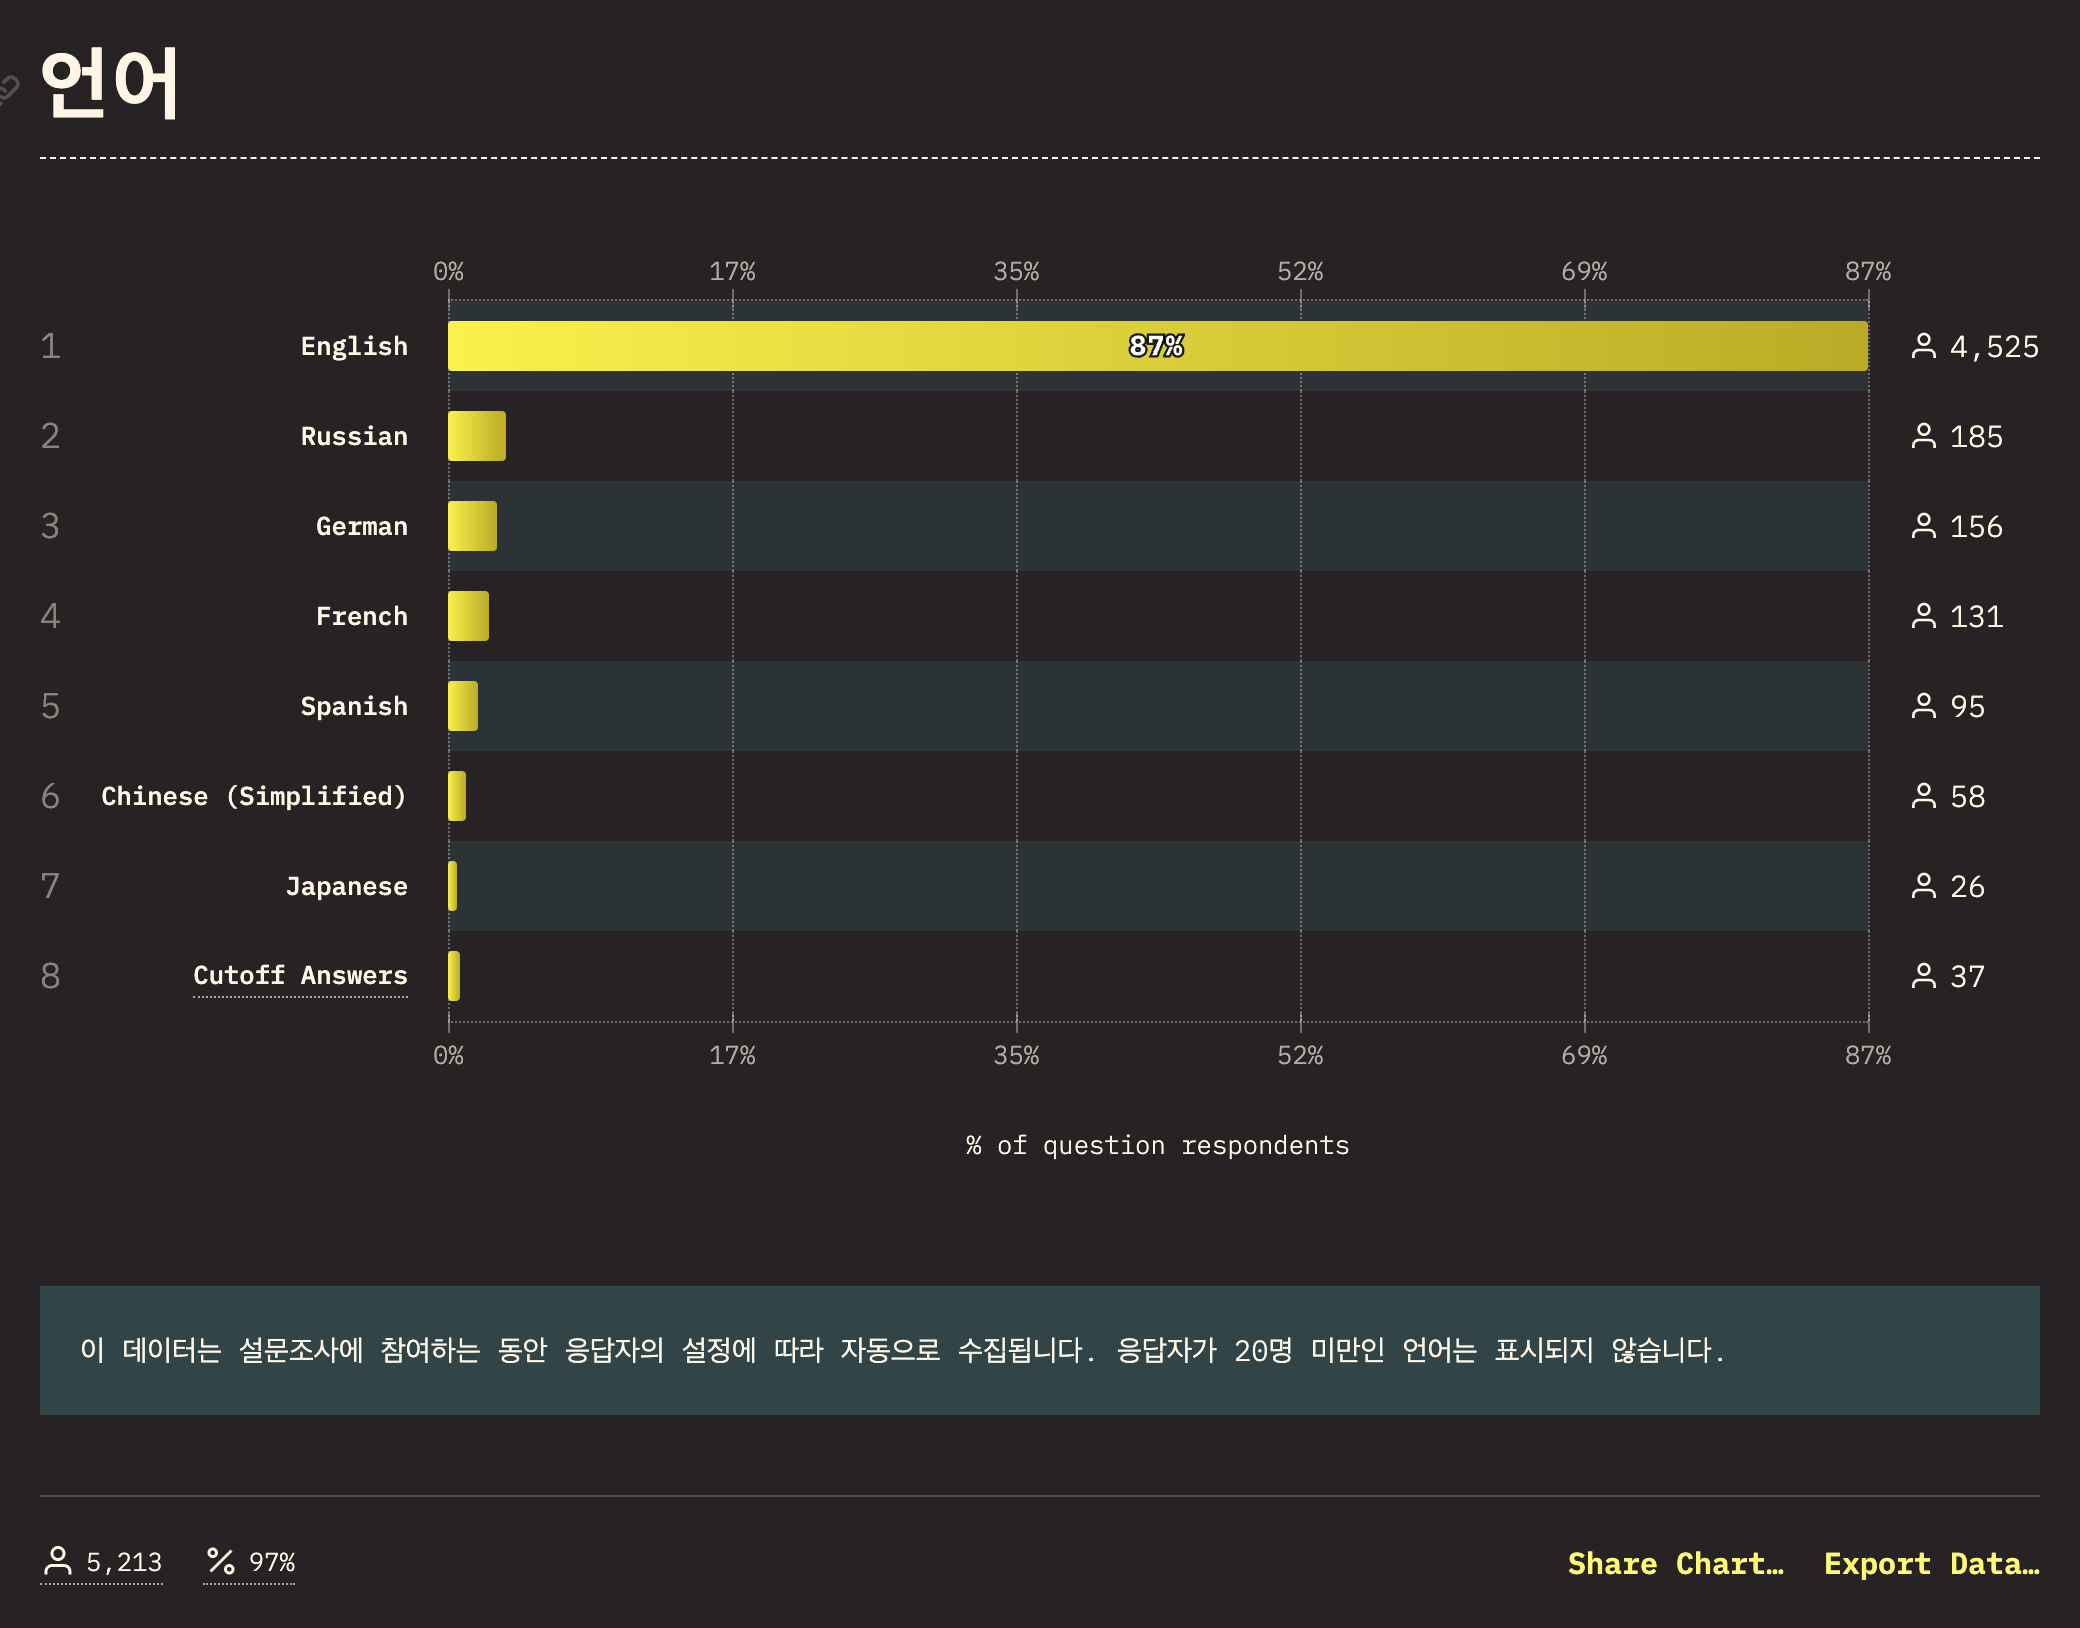 언어
0% 17% 35% 52% 69% 87%
1 English 87% 4,525
2 Russian 185
3 German 156
4 French 131
5 Spanish 95
6 Chinese (Simplified) 58
7 Japanese 26
8 Cutoff Answers 37
0% 17% 35% 52% 69% 87%
% of question respondents
이 데이터는 설문조사에 참여하는 동안 응답자의 설정에 따라 자동으로 수집됩니다. 응답자가 20명 미만인 언어는 표시되지 않습니다.
5,213 97% Share Chart… Export Data…